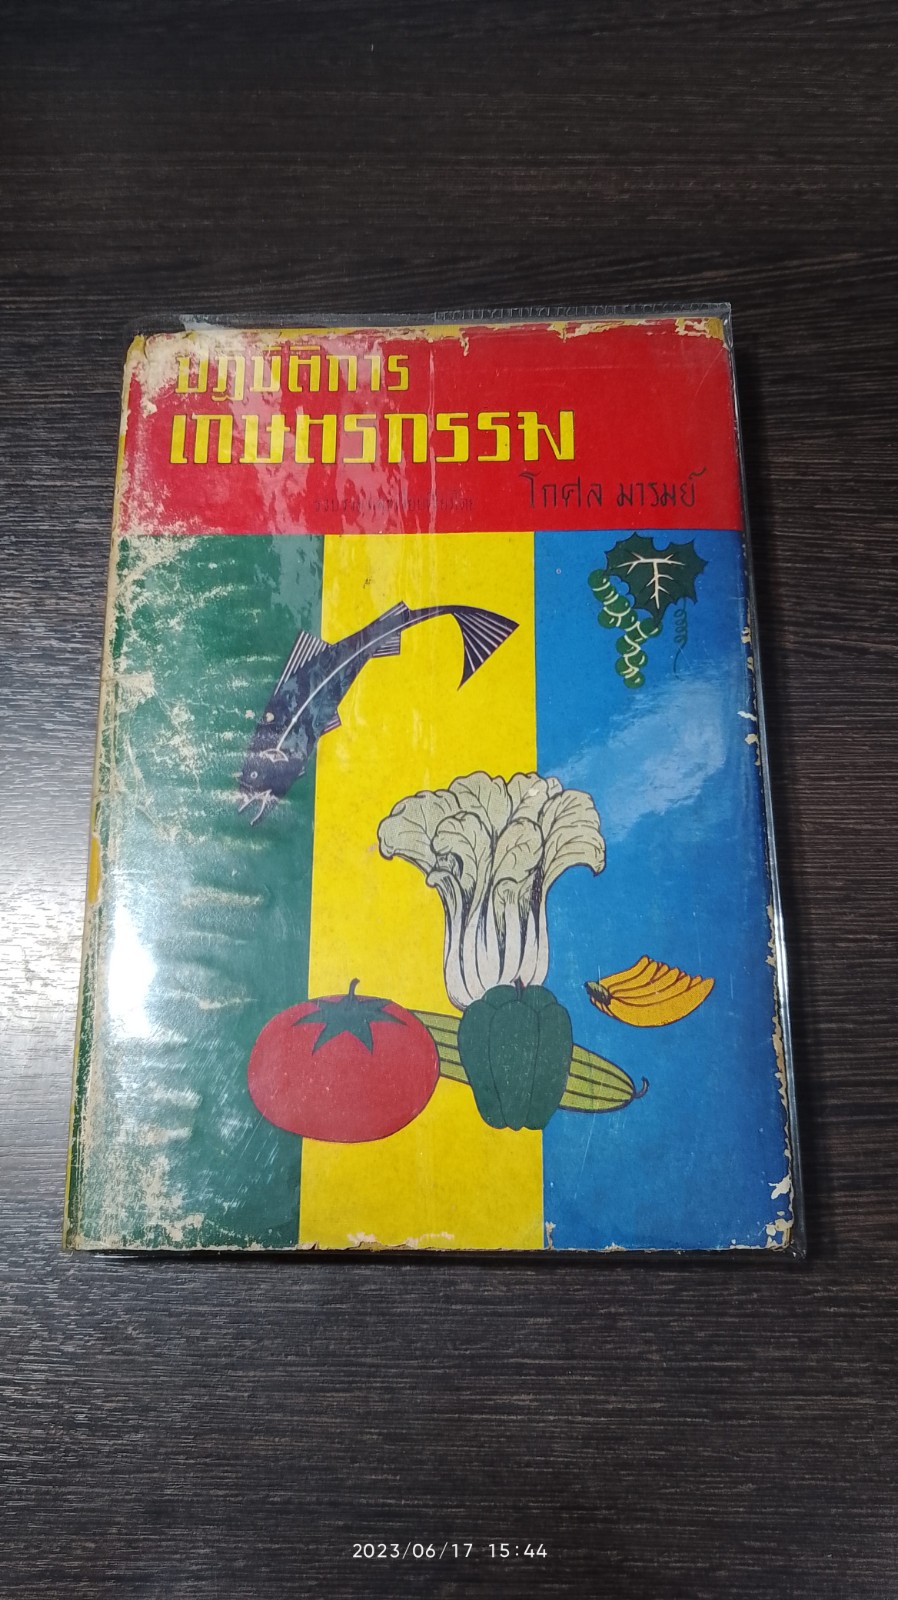 ปฏิบัติการ
เกษตรกรรม
โกศล มารมย์
2023/06/17 15:44